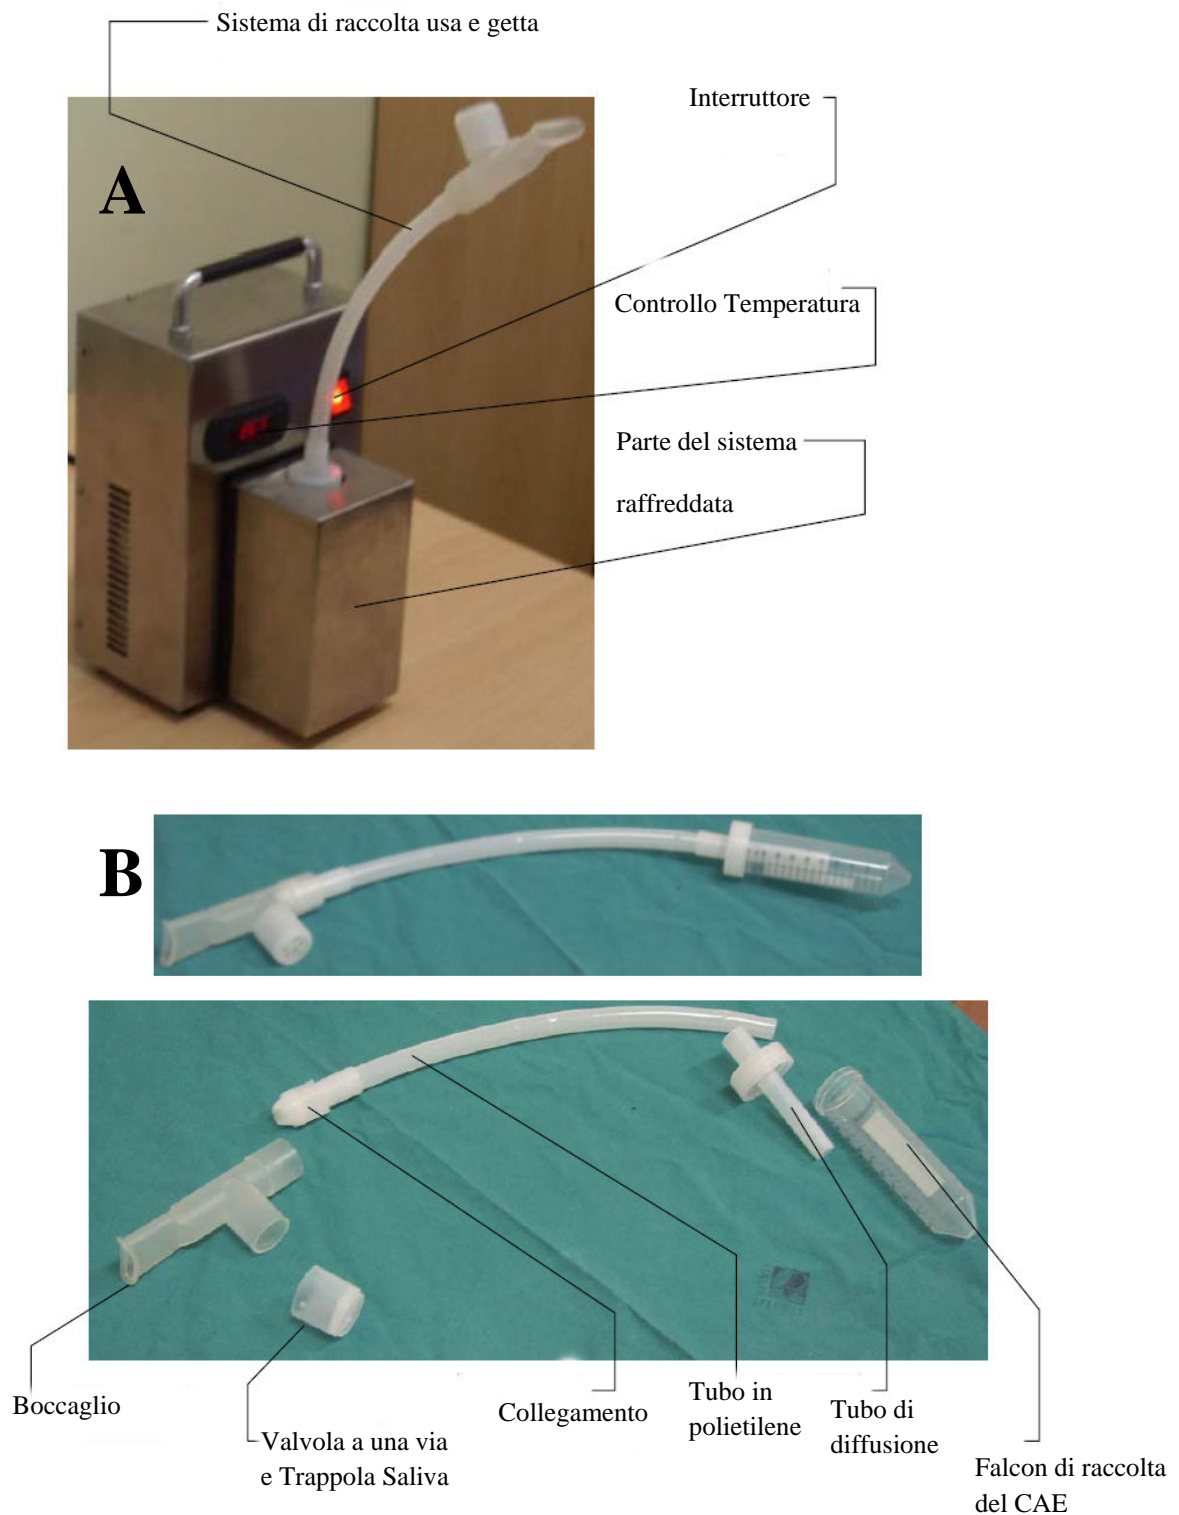 Sistema di raccolta usa e getta
Interruttore
A
Controllo Temperatura
Parte del sistema
raffreddata
B
Boccaglio
Valvola a una via
e Trappola Saliva
Collegamento
Tubo in
polietilene
Tubo di
diffusione
Falcon di raccolta
del CAE